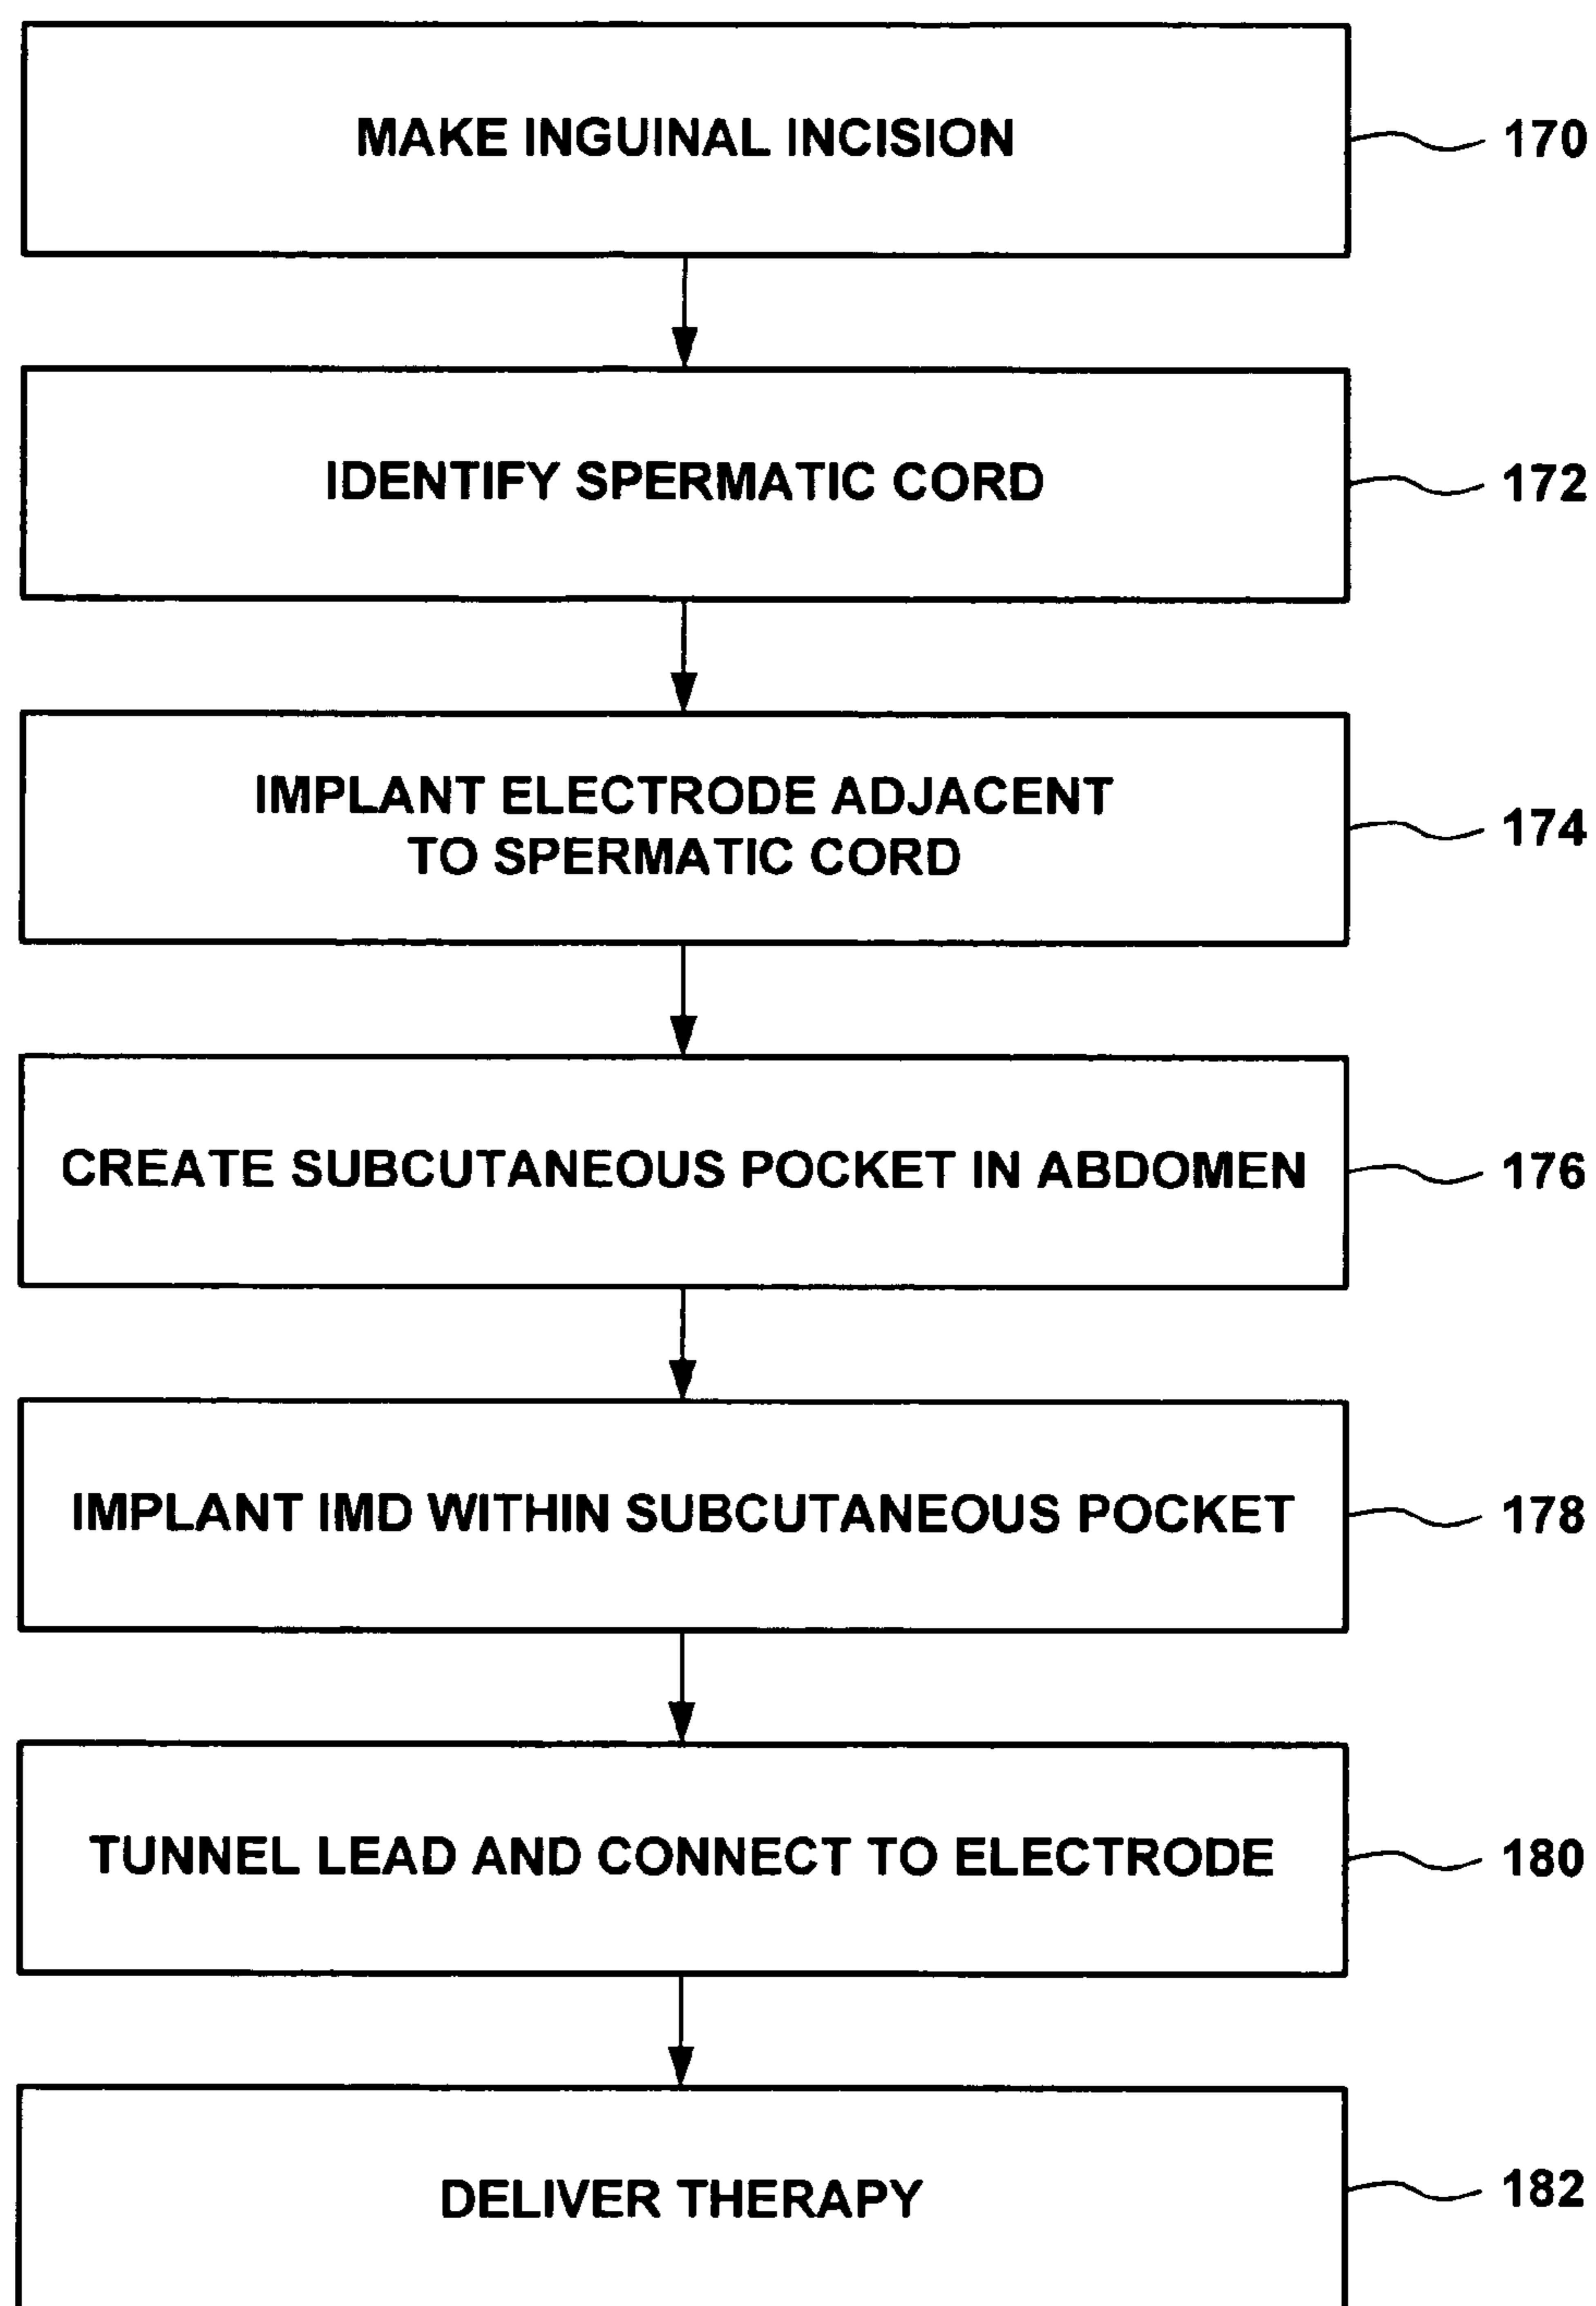 MAKE INGUINAL INCISION
170
IDENTIFY SPERMATIC CORD
172
IMPLANT ELECTRODE ADJACENT
TO SPERMATIC CORD
174
CREATE SUBCUTANEOUS POCKET IN ABDOMEN
176
IMPLANT IMD WITHIN SUBCUTANEOUS POCKET
178
TUNNEL LEAD AND CONNECT TO ELECTRODE
180
DELIVER THERAPY
182